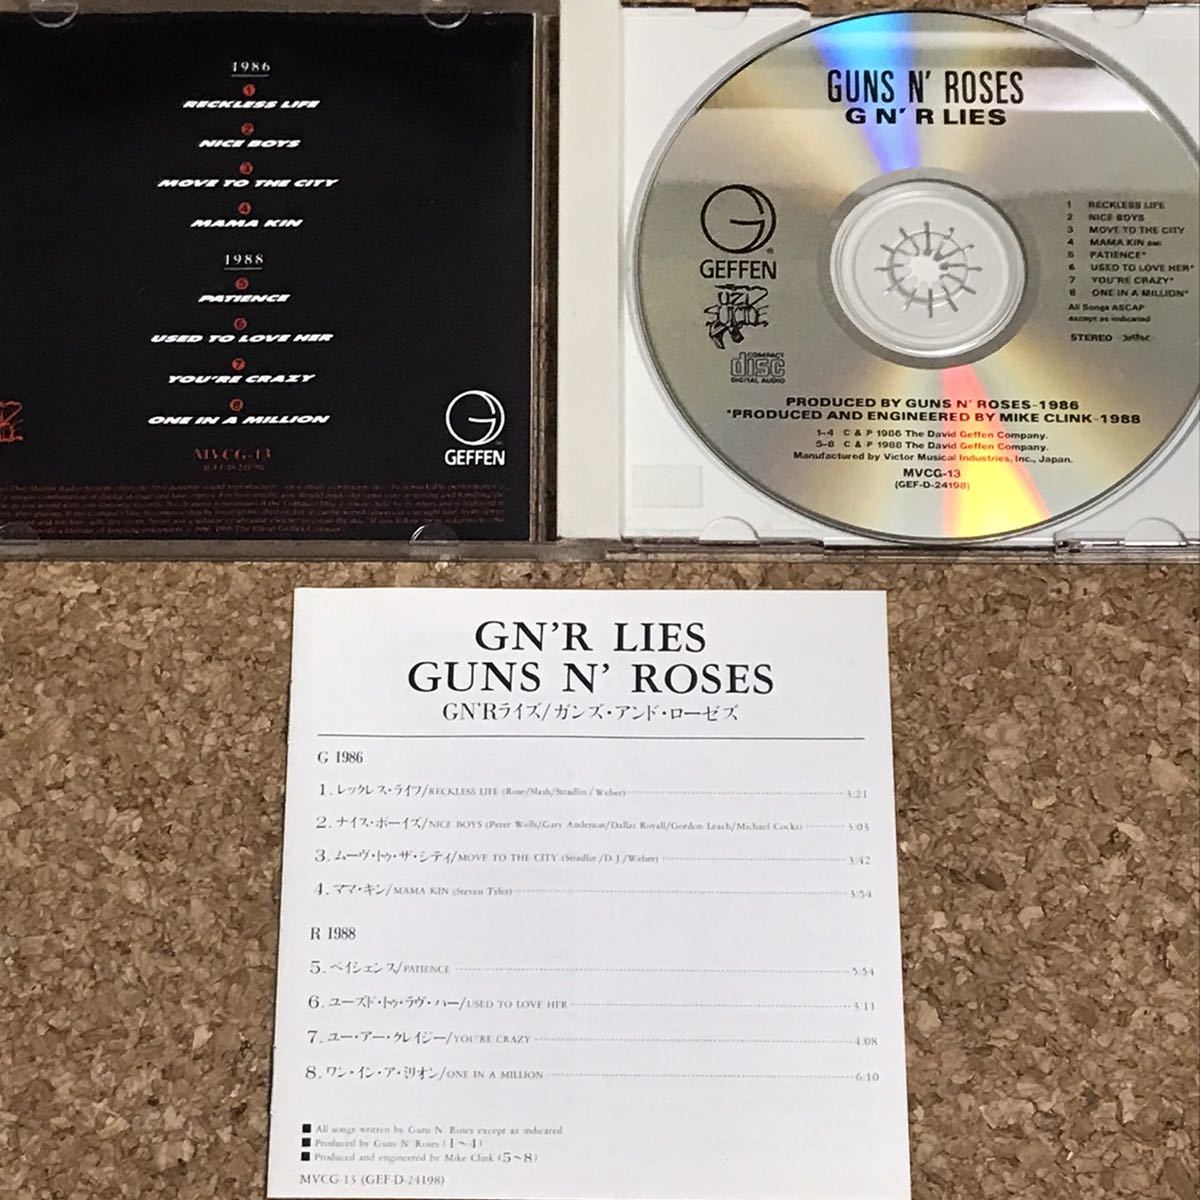 1986
1
RECKLESS LIFE
2
NICE BOYS
3
MOVE TO THE CITY
4
MAMA KIN
1988
5
PATIENCE
6
USED TO LOVE HER
7
YOU'RE CRAZY
8
ONE IN A MILLION
MVCG-13
(GEF-D-24198)
GEFFEN
GUNS N' ROSES
G N' R LIES
GEFFEN
UZI SUICIDE
COMPACT
disc
DIGITAL AUDIO
1 RECKLESS LIFE
2 NICE BOYS
3 MOVE TO THE CITY
4 MAMA KIN BMI
5 PATIENCE*
6 USED TO LOVE HER*
7 YOU'RE CRAZY*
8 ONE IN A MILLION*
All Songs ASCAP
except as indicated
STEREO
PRODUCED BY GUNS N' ROSES-1986
*PRODUCED AND ENGINEERED BY MIKE CLINK-1988
1-4 C & P 1986 The David Geffen Company.
5-8 C & P 1988 The David Geffen Company.
Manufactured by Victor Musical Industries, Inc., Japan.
MVCG-13
(GEF-D-24198)
GN'R LIES
GUNS N' ROSES
GN'Rライズ/ガンズ・アンド・ローゼズ
G 1986
1. レックレス・ライフ/RECKLESS LIFE (Rose/Slash/Stradlin/Weber) 3:21
2. ナイス・ボーイズ/NICE BOYS (Peter Wells/Gary Anderson/Dallas Royall/Gordon Leach/Michael Cocks) 3:03
3. ムーヴ・トゥ・ザ・シティ/MOVE TO THE CITY (Stradlin/D.J./Weber) 3:42
4. ママ・キン/MAMA KIN (Steven Tyler) 3:54
R 1988
5. ペイシェンス/PATIENCE 5:54
6. ユーズド・トゥ・ラヴ・ハー/USED TO LOVE HER 3:11
7. ユー・アー・クレイジー/YOU'RE CRAZY 4:08
8. ワン・イン・ア・ミリオン/ONE IN A MILLION 6:10
■ All songs written by Guns N' Roses except as indicated
■ Produced by Guns N' Roses (1～4)
■ Produced and engineered by Mike Clink (5～8)
MVCG-13 (GEF-D-24198)